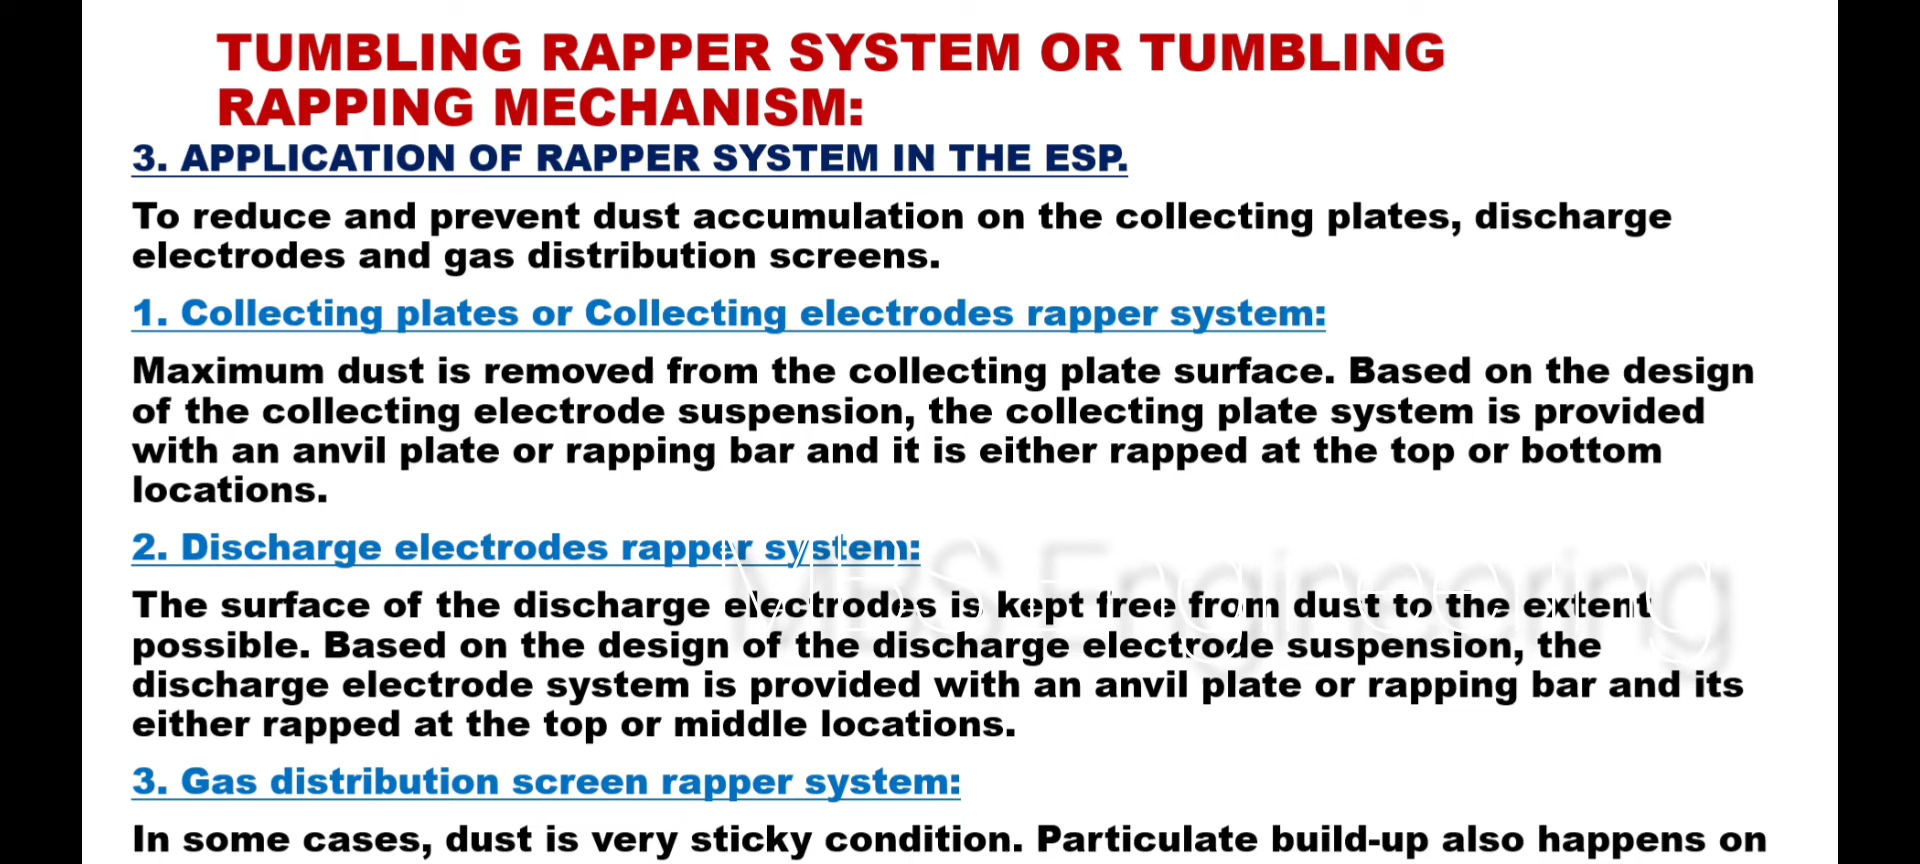 TUMBLING RAPPER SYSTEM OR TUMBLING
RAPPING MECHANISM:
3. APPLICATION OF RAPPER SYSTEM IN THE ESP.
To reduce and prevent dust accumulation on the collecting plates, discharge
electrodes and gas distribution screens.
1. Collecting plates or Collecting electrodes rapper system:
Maximum dust is removed from the collecting plate surface. Based on the design
of the collecting electrode suspension, the collecting plate system is provided
with an anvil plate or rapping bar and it is either rapped at the top or bottom
locations.
2. Discharge electrodes rapper system:
MRS Engineering
The surface of the discharge electrodes is kept free from dust to the extent
possible. Based on the design of the discharge electrode suspension, the
discharge electrode system is provided with an anvil plate or rapping bar and its
either rapped at the top or middle locations.
3. Gas distribution screen rapper system:
In some cases, dust is very sticky condition. Particulate build-up also happens on